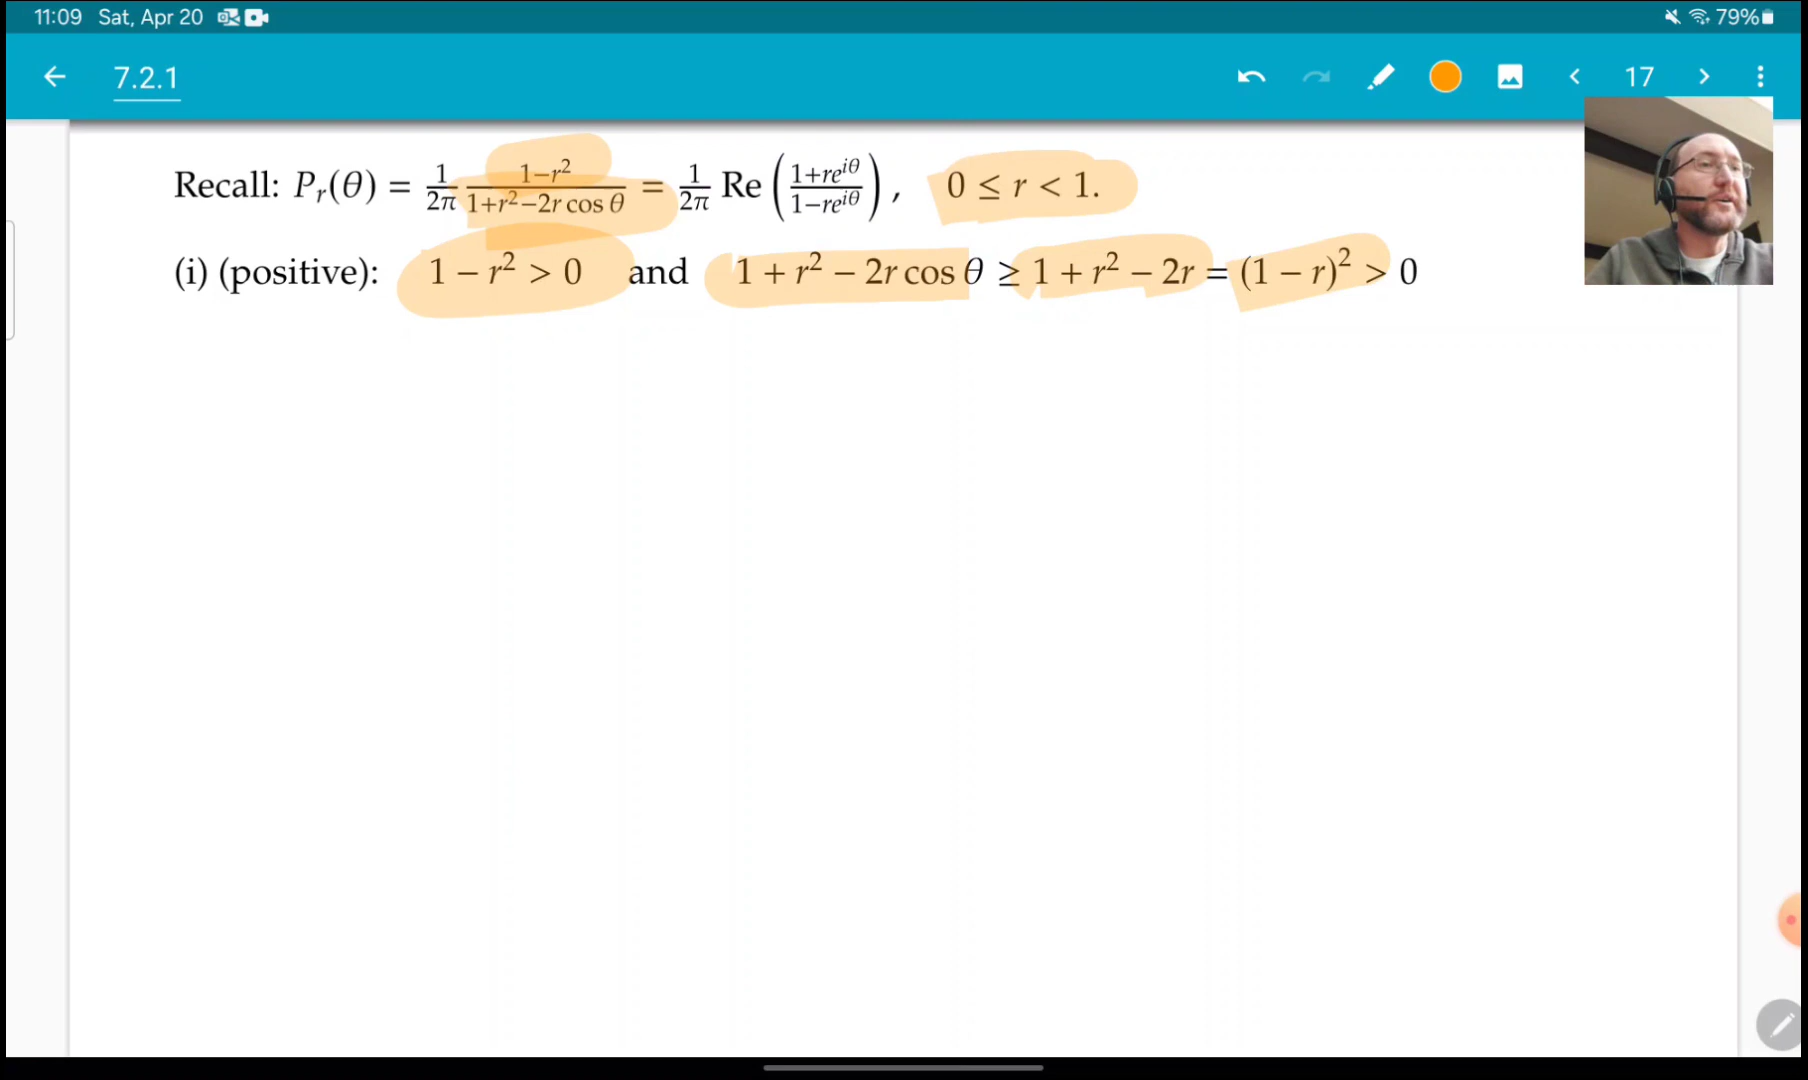 11:09 Sat, Apr 20 79%
7.2.1 17
Recall: Pᵣ(θ) = 1/2π (1−r²)/(1+r²−2r cos θ) = 1/2π Re ((1+re^{iθ})/(1−re^{iθ})), 0 ≤ r < 1.
(i) (positive): 1 − r² > 0 and 1 + r² − 2r cos θ ≥ 1 + r² − 2r = (1 − r)² > 0